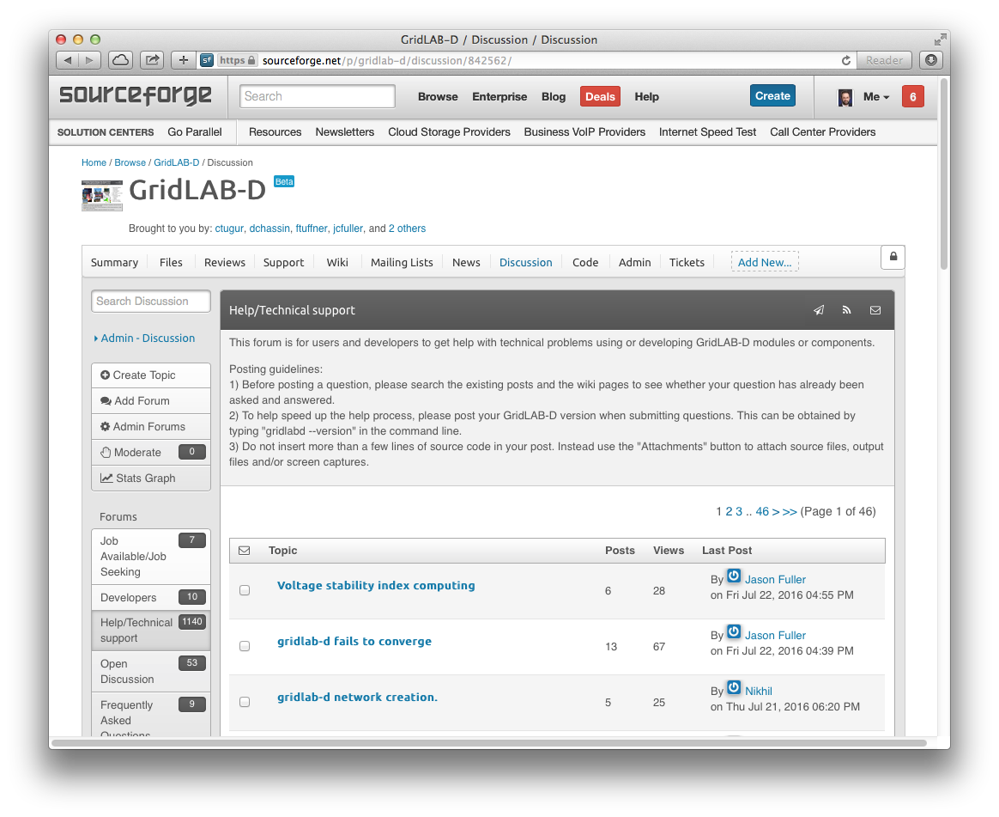 GridLAB-D / Discussion / Discussion
https sourceforge.net/p/gridlab-d/discussion/842562/ Reader
sourceforge Search Browse Enterprise Blog Deals Help Create Me 6
SOLUTION CENTERS Go Parallel Resources Newsletters Cloud Storage Providers Business VoIP Providers Internet Speed Test Call Center Providers
Home / Browse / GridLAB-D / Discussion
GridLAB-D Beta
Brought to you by: ctugur, dchassin, ftuffner, jcfuller, and 2 others
Summary Files Reviews Support Wiki Mailing Lists News Discussion Code Admin Tickets Add New...
Search Discussion
Admin - Discussion
Create Topic
Add Forum
Admin Forums
Moderate 0
Stats Graph
Forums
Job 7
Available/Job
Seeking
Developers 10
Help/Technical 1140
support
Open 53
Discussion
Frequently 9
Asked
Questions
Help/Technical support
This forum is for users and developers to get help with technical problems using or developing GridLAB-D modules or components.
Posting guidelines:
1) Before posting a question, please search the existing posts and the wiki pages to see whether your question has already been
asked and answered.
2) To help speed up the help process, please post your GridLAB-D version when submitting questions. This can be obtained by
typing "gridlabd --version" in the command line.
3) Do not insert more than a few lines of source code in your post. Instead use the "Attachments" button to attach source files, output
files and/or screen captures.
1 2 3 .. 46 > >> (Page 1 of 46)
Topic Posts Views Last Post
Voltage stability index computing 6 28 By Jason Fuller
on Fri Jul 22, 2016 04:55 PM
gridlab-d fails to converge 13 67 By Jason Fuller
on Fri Jul 22, 2016 04:39 PM
gridlab-d network creation. 5 25 By Nikhil
on Thu Jul 21, 2016 06:20 PM